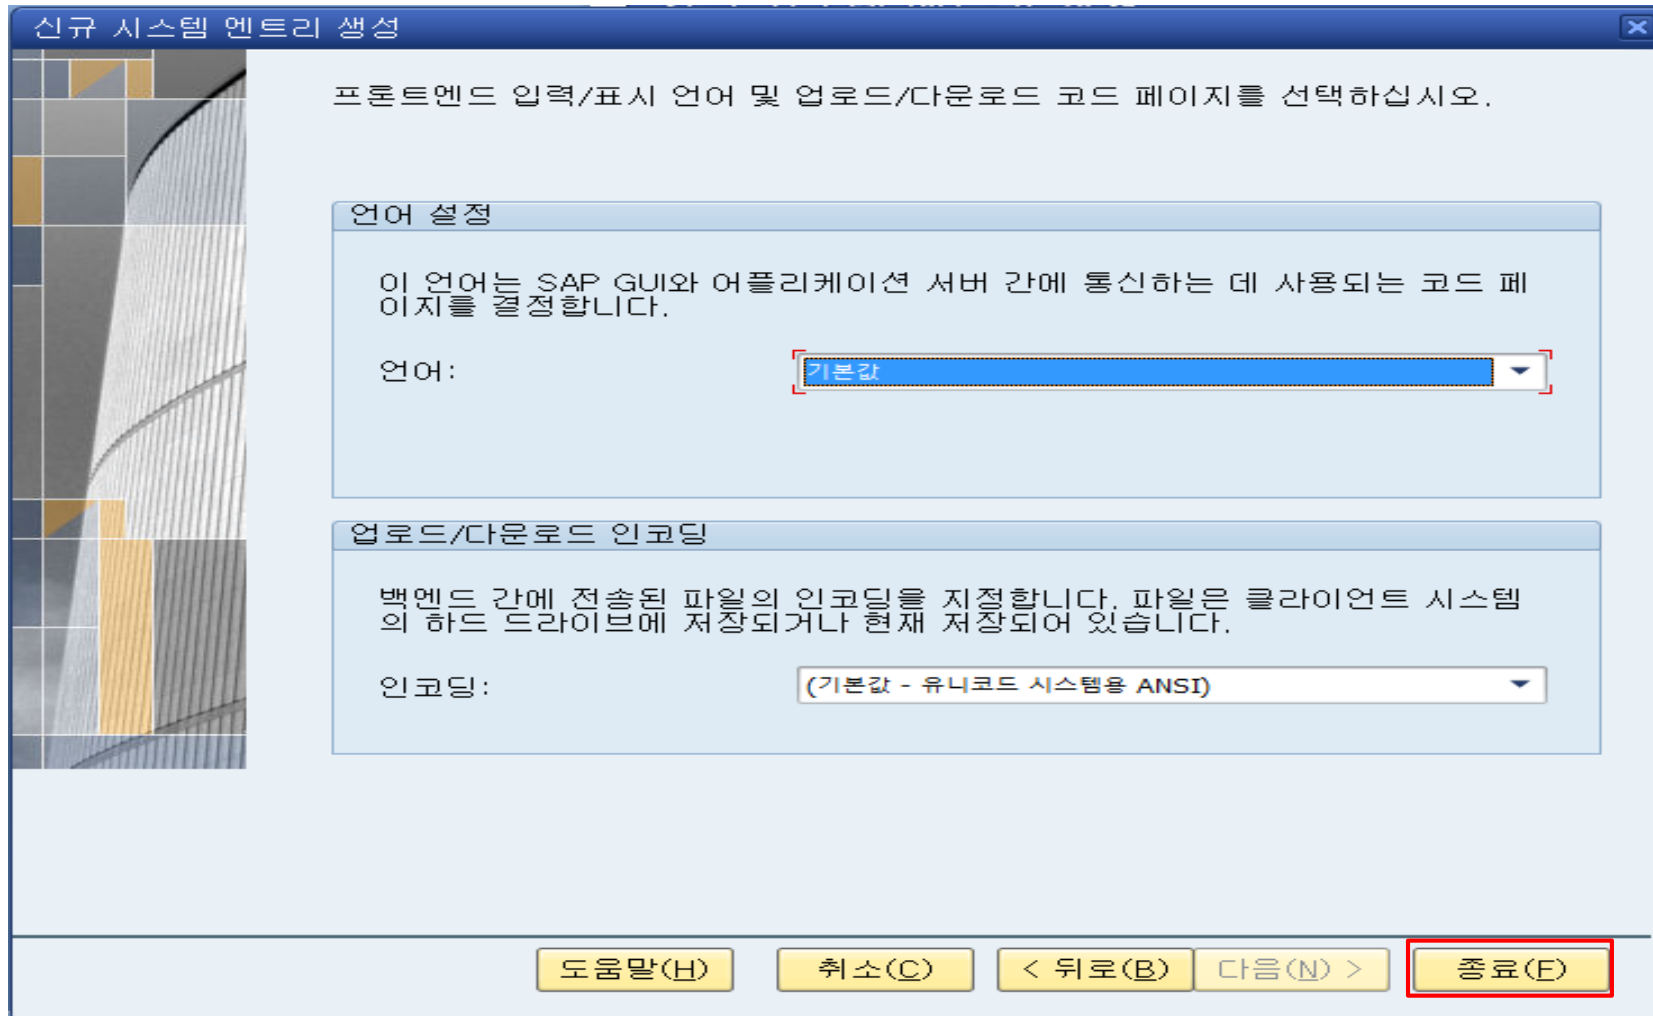 신규 시스템 엔트리 생성
프론트엔드 입력/표시 언어 및 업로드/다운로드 코드 페이지를 선택하십시오.
언어 설정
이 언어는 SAP GUI와 어플리케이션 서버 간에 통신하는 데 사용되는 코드 페
이지를 결정합니다.
언어: 기본값
업로드/다운로드 인코딩
백엔드 간에 전송된 파일의 인코딩을 지정합니다. 파일은 클라이언트 시스템
의 하드 드라이브에 저장되거나 현재 저장되어 있습니다.
인코딩: (기본값 - 유니코드 시스템용 ANSI)
도움말(H) 취소(C) < 뒤로(B) 다음(N) > 종료(F)